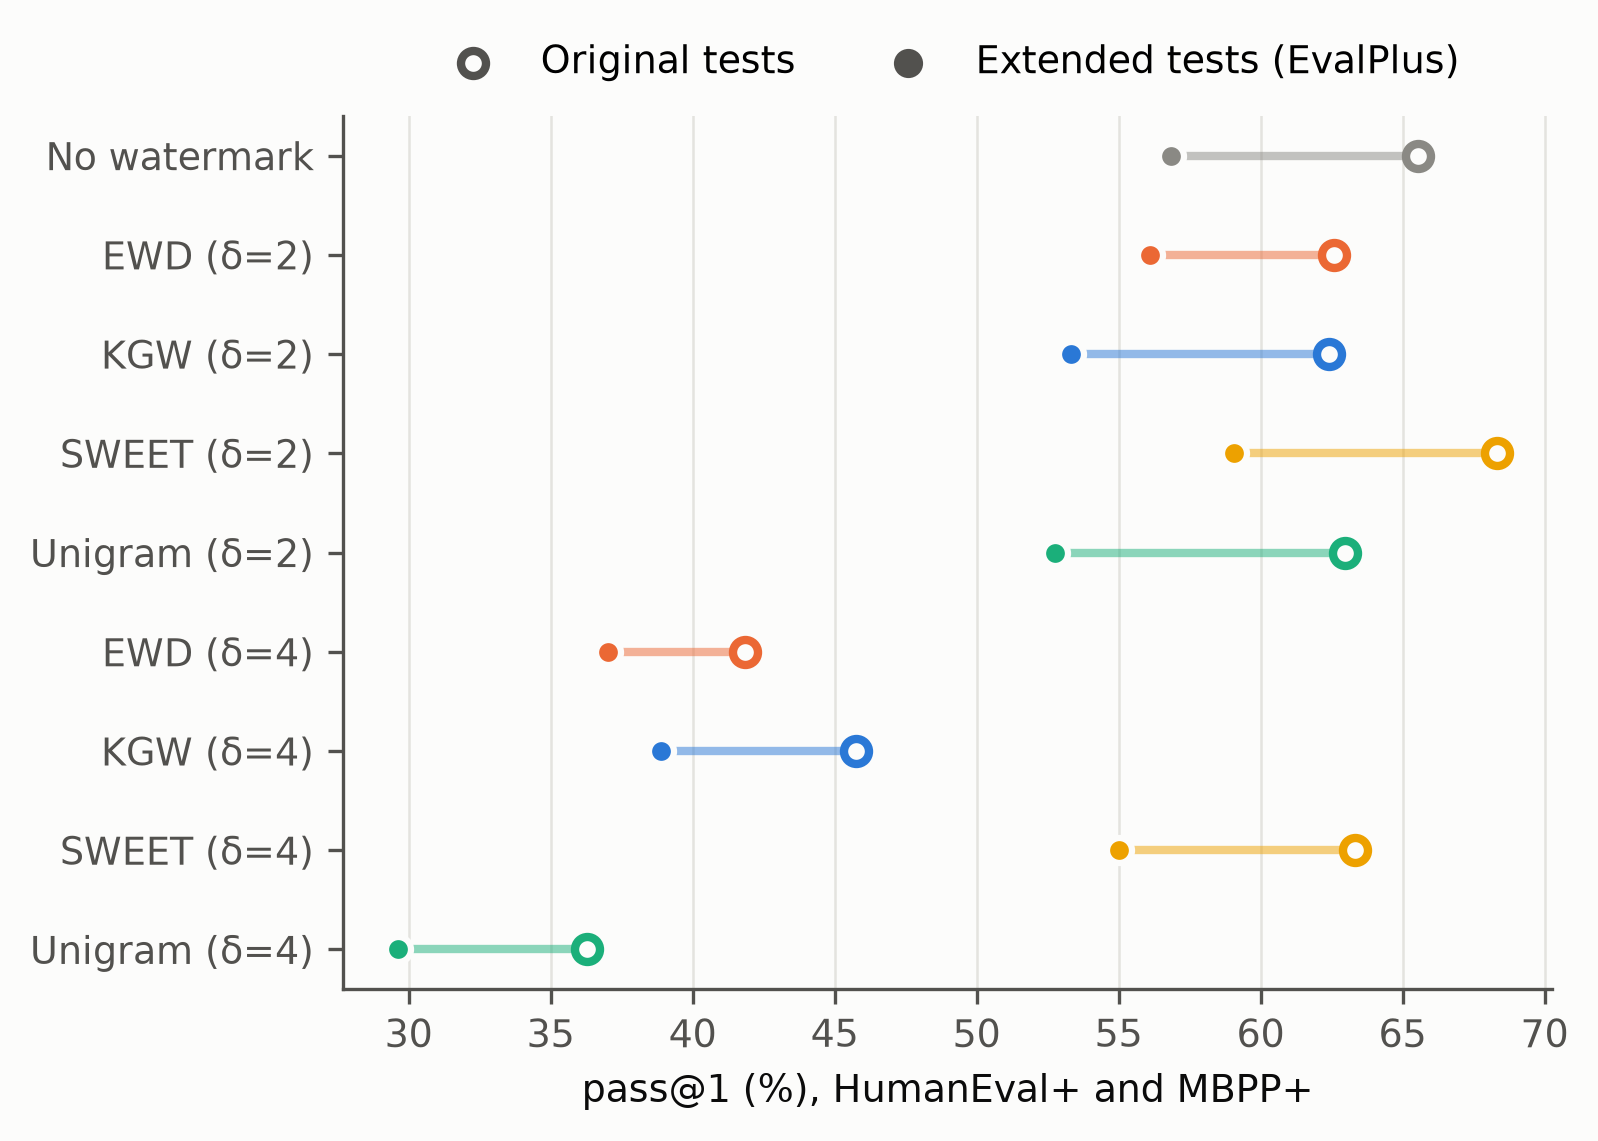 Original tests Extended tests (EvalPlus)
No watermark
EWD (δ=2)
KGW (δ=2)
SWEET (δ=2)
Unigram (δ=2)
EWD (δ=4)
KGW (δ=4)
SWEET (δ=4)
Unigram (δ=4)
30 35 40 45 50 55 60 65 70
pass@1 (%), HumanEval+ and MBPP+